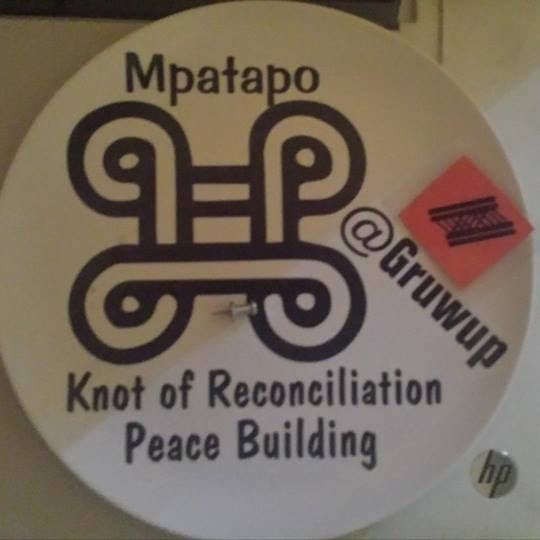 Mpatapo
@Gruwup
Knot of Reconciliation
Peace Building
hp